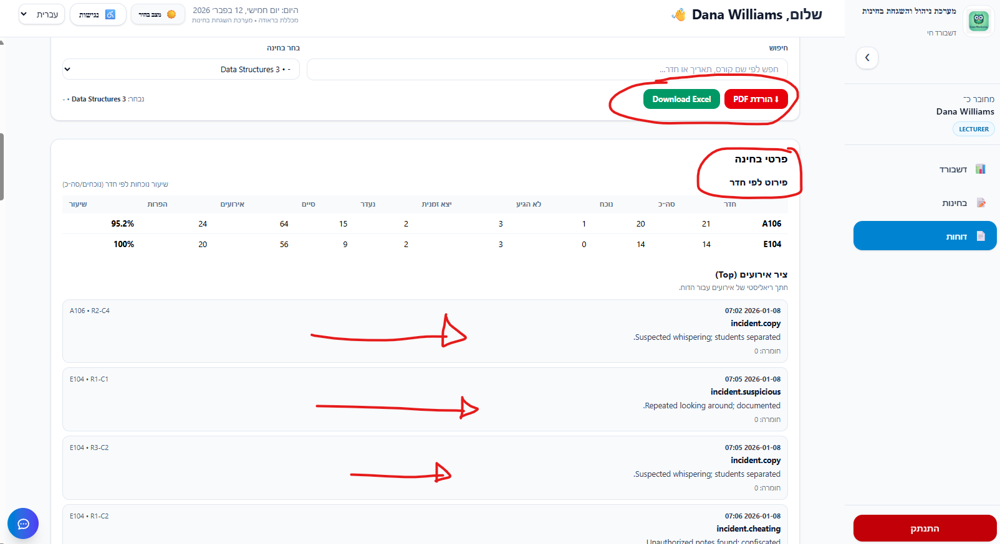 מערכת ניהול והשגחת בחינות
דשבורד חי
שלום, Dana Williams 👋
היום: יום חמישי, 12 בפבר׳ 2026
מכללת בראודה • מערכת השגחת בחינות
מצב בהיר
נגישות
עברית
מחובר כ־
Dana Williams
LECTURER
דשבורד
בחינות
דוחות
התנתק
חיפוש
בחר בחינה
חפש לפי שם קורס, תאריך או חדר...
Data Structures 3 • -
⬇ הורדת PDF
Download Excel
נבחר: Data Structures 3 • -
פרטי בחינה
פירוט לפי חדר
שיעור נוכחות לפי חדר (נוכחים/סה״כ)
חדר סה״כ נוכח לא הגיע יצא זמנית נעדר סיים אירועים הפרות שיעור
A106 21 20 1 3 2 15 64 24 95.2%
E104 14 14 0 3 2 9 56 20 100%
ציר אירועים (Top)
חתך ריאליסטי של אירועים עבור הדוח.
07:02 2026-01-08
A106 • R2-C4
incident.copy
.Suspected whispering; students separated
חומרה: 0
07:05 2026-01-08
E104 • R1-C1
incident.suspicious
.Repeated looking around; documented
חומרה: 0
07:05 2026-01-08
E104 • R3-C2
incident.copy
.Suspected whispering; students separated
חומרה: 0
07:06 2026-01-08
E104 • R1-C2
incident.cheating
Unauthorized notes found; confiscated